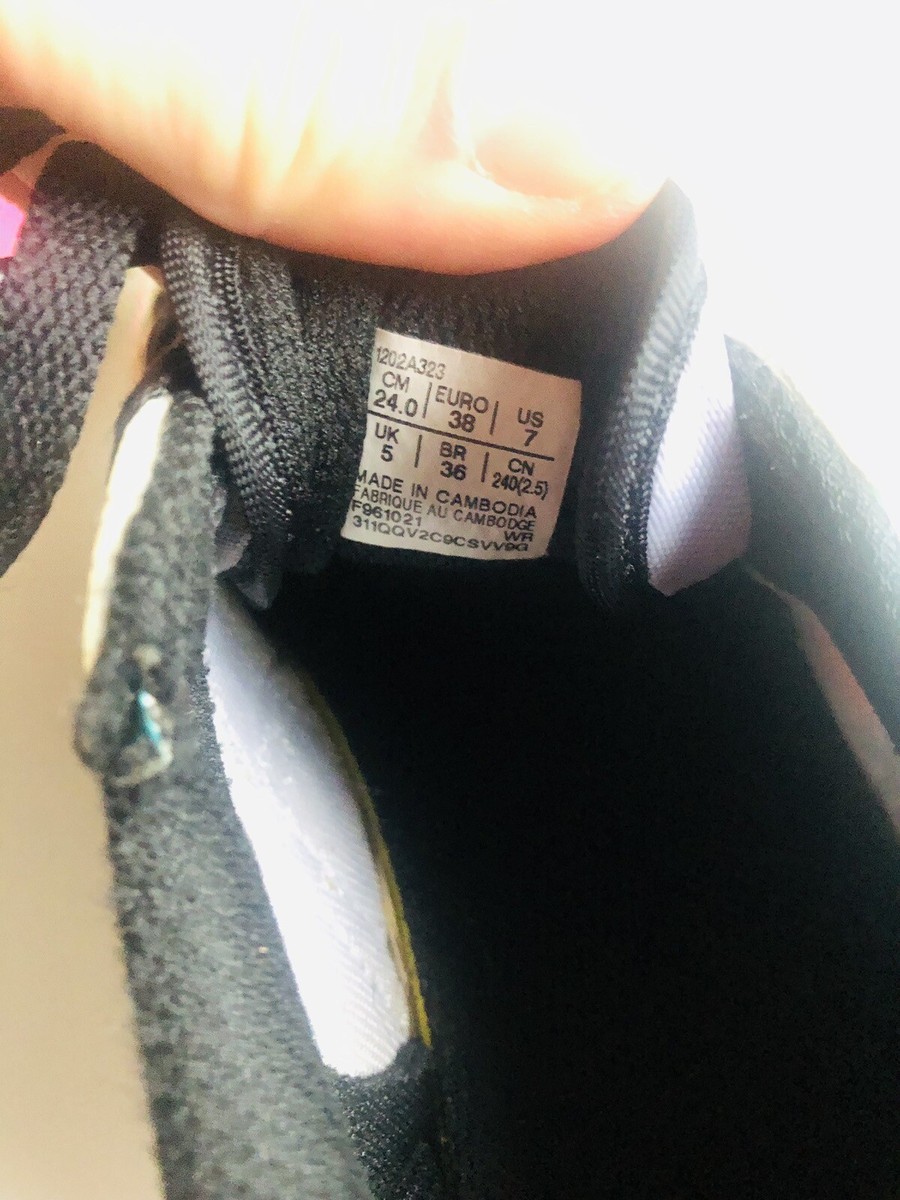 1202A323
CM EURO US
24.0 38 7
UK BR CN
5 36 240(2.5)
MADE IN CAMBODIA
FABRIQUE AU CAMBODGE
F961021 WR
311QQV2C9CSVV9G